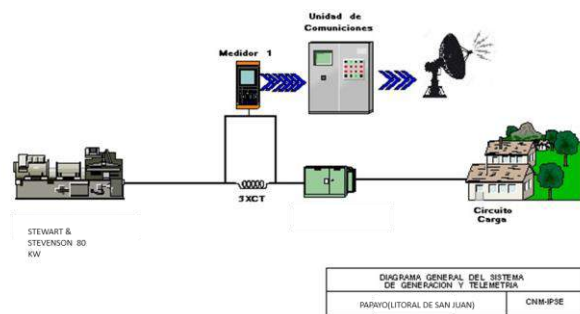 Unidad de
Comuniciones
Medidor 1
3XCT
STEWART &
STEVENSON 80
KW
Circuito
Carga
DIAGRAMA GENERAL DEL SISTEMA
DE GENERACION Y TELEMETRIA
PAPAYO(LITORAL DE SAN JUAN)
CNM-IPSE